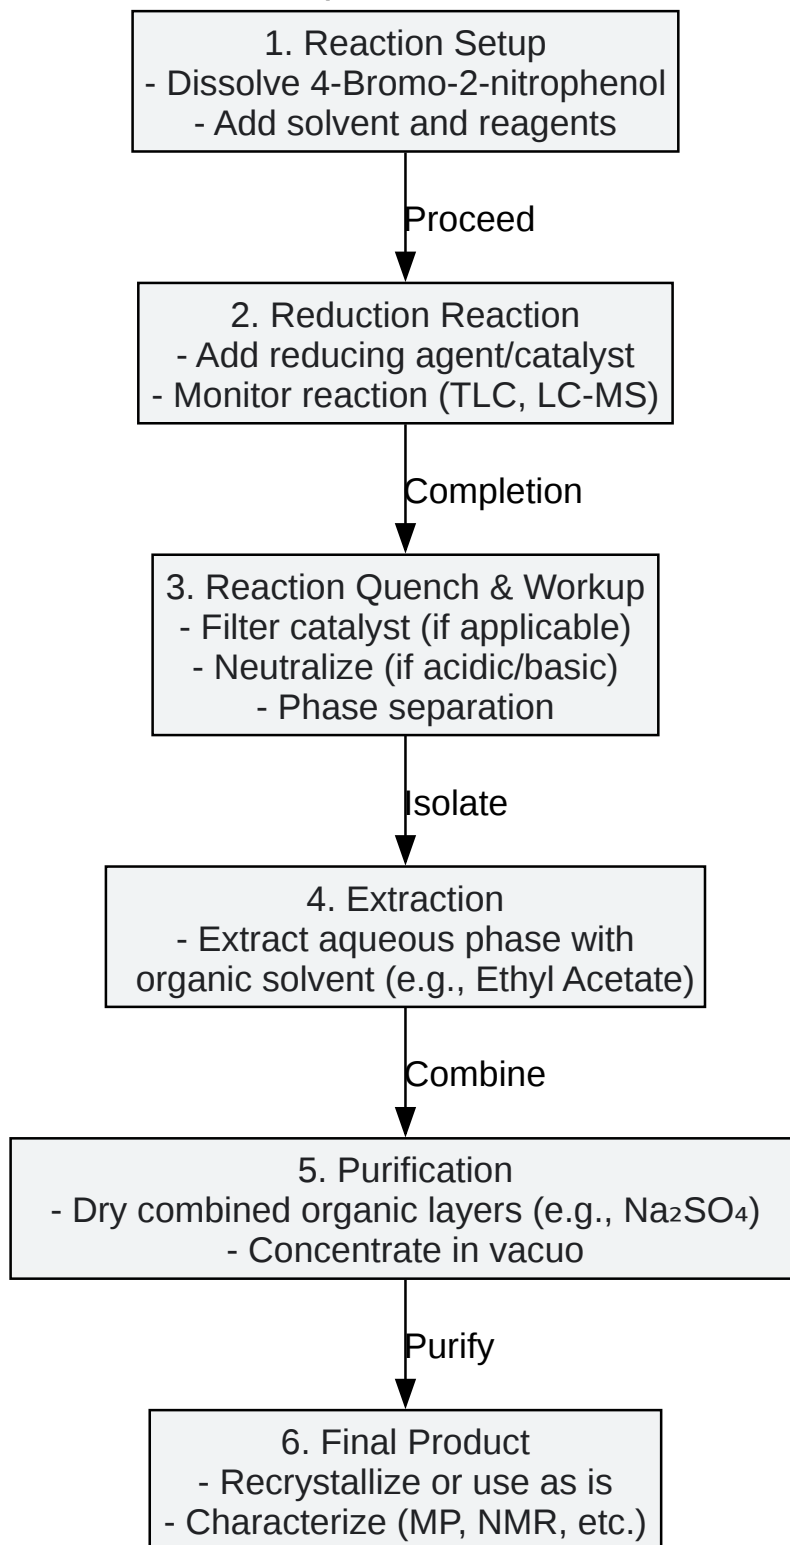 1. Reaction Setup
- Dissolve 4-Bromo-2-nitrophenol
- Add solvent and reagents
Proceed
2. Reduction Reaction
- Add reducing agent/catalyst
- Monitor reaction (TLC, LC-MS)
Completion
3. Reaction Quench & Workup
- Filter catalyst (if applicable)
- Neutralize (if acidic/basic)
- Phase separation
Isolate
4. Extraction
- Extract aqueous phase with
organic solvent (e.g., Ethyl Acetate)
Combine
5. Purification
- Dry combined organic layers (e.g., Na₂SO₄)
- Concentrate in vacuo
Purify
6. Final Product
- Recrystallize or use as is
- Characterize (MP, NMR, etc.)